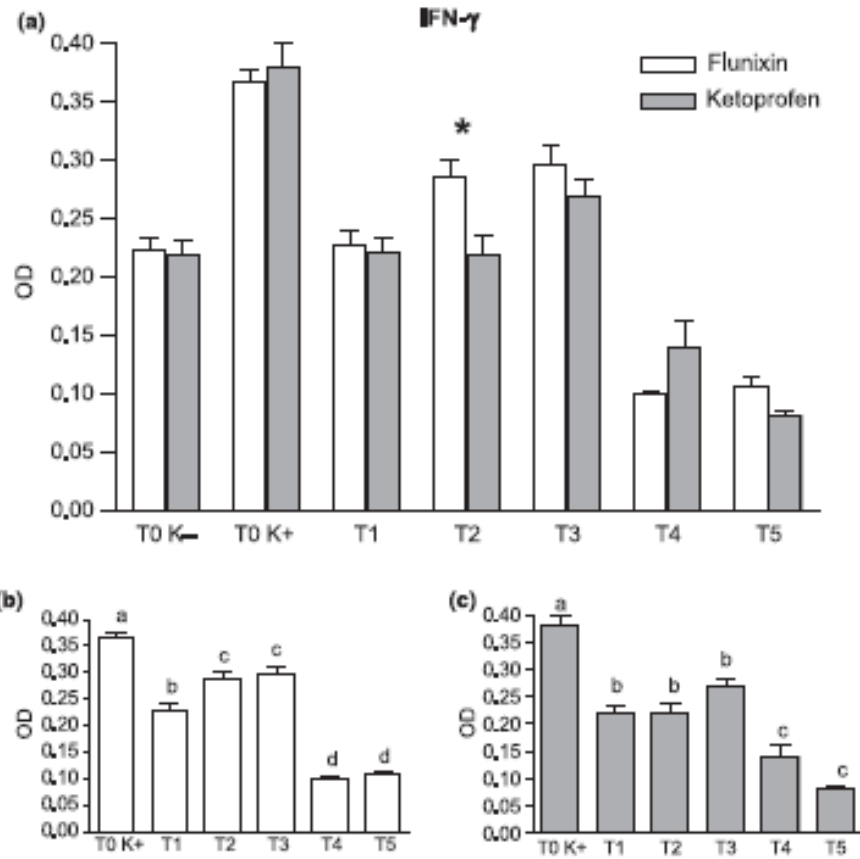 (a)
IFN-γ
Flunixin
Ketoprofen
*
OD
0.40
0.35
0.30
0.25
0.20
0.15
0.10
0.05
0.00
T0 K– T0 K+ T1 T2 T3 T4 T5
(b)
OD
0.40
0.35
0.30
0.25
0.20
0.15
0.10
0.05
0.00
a b c c d d
T0 K+ T1 T2 T3 T4 T5
(c)
OD
0.40
0.35
0.30
0.25
0.20
0.15
0.10
0.05
0.00
a b b b c c
T0 K+ T1 T2 T3 T4 T5